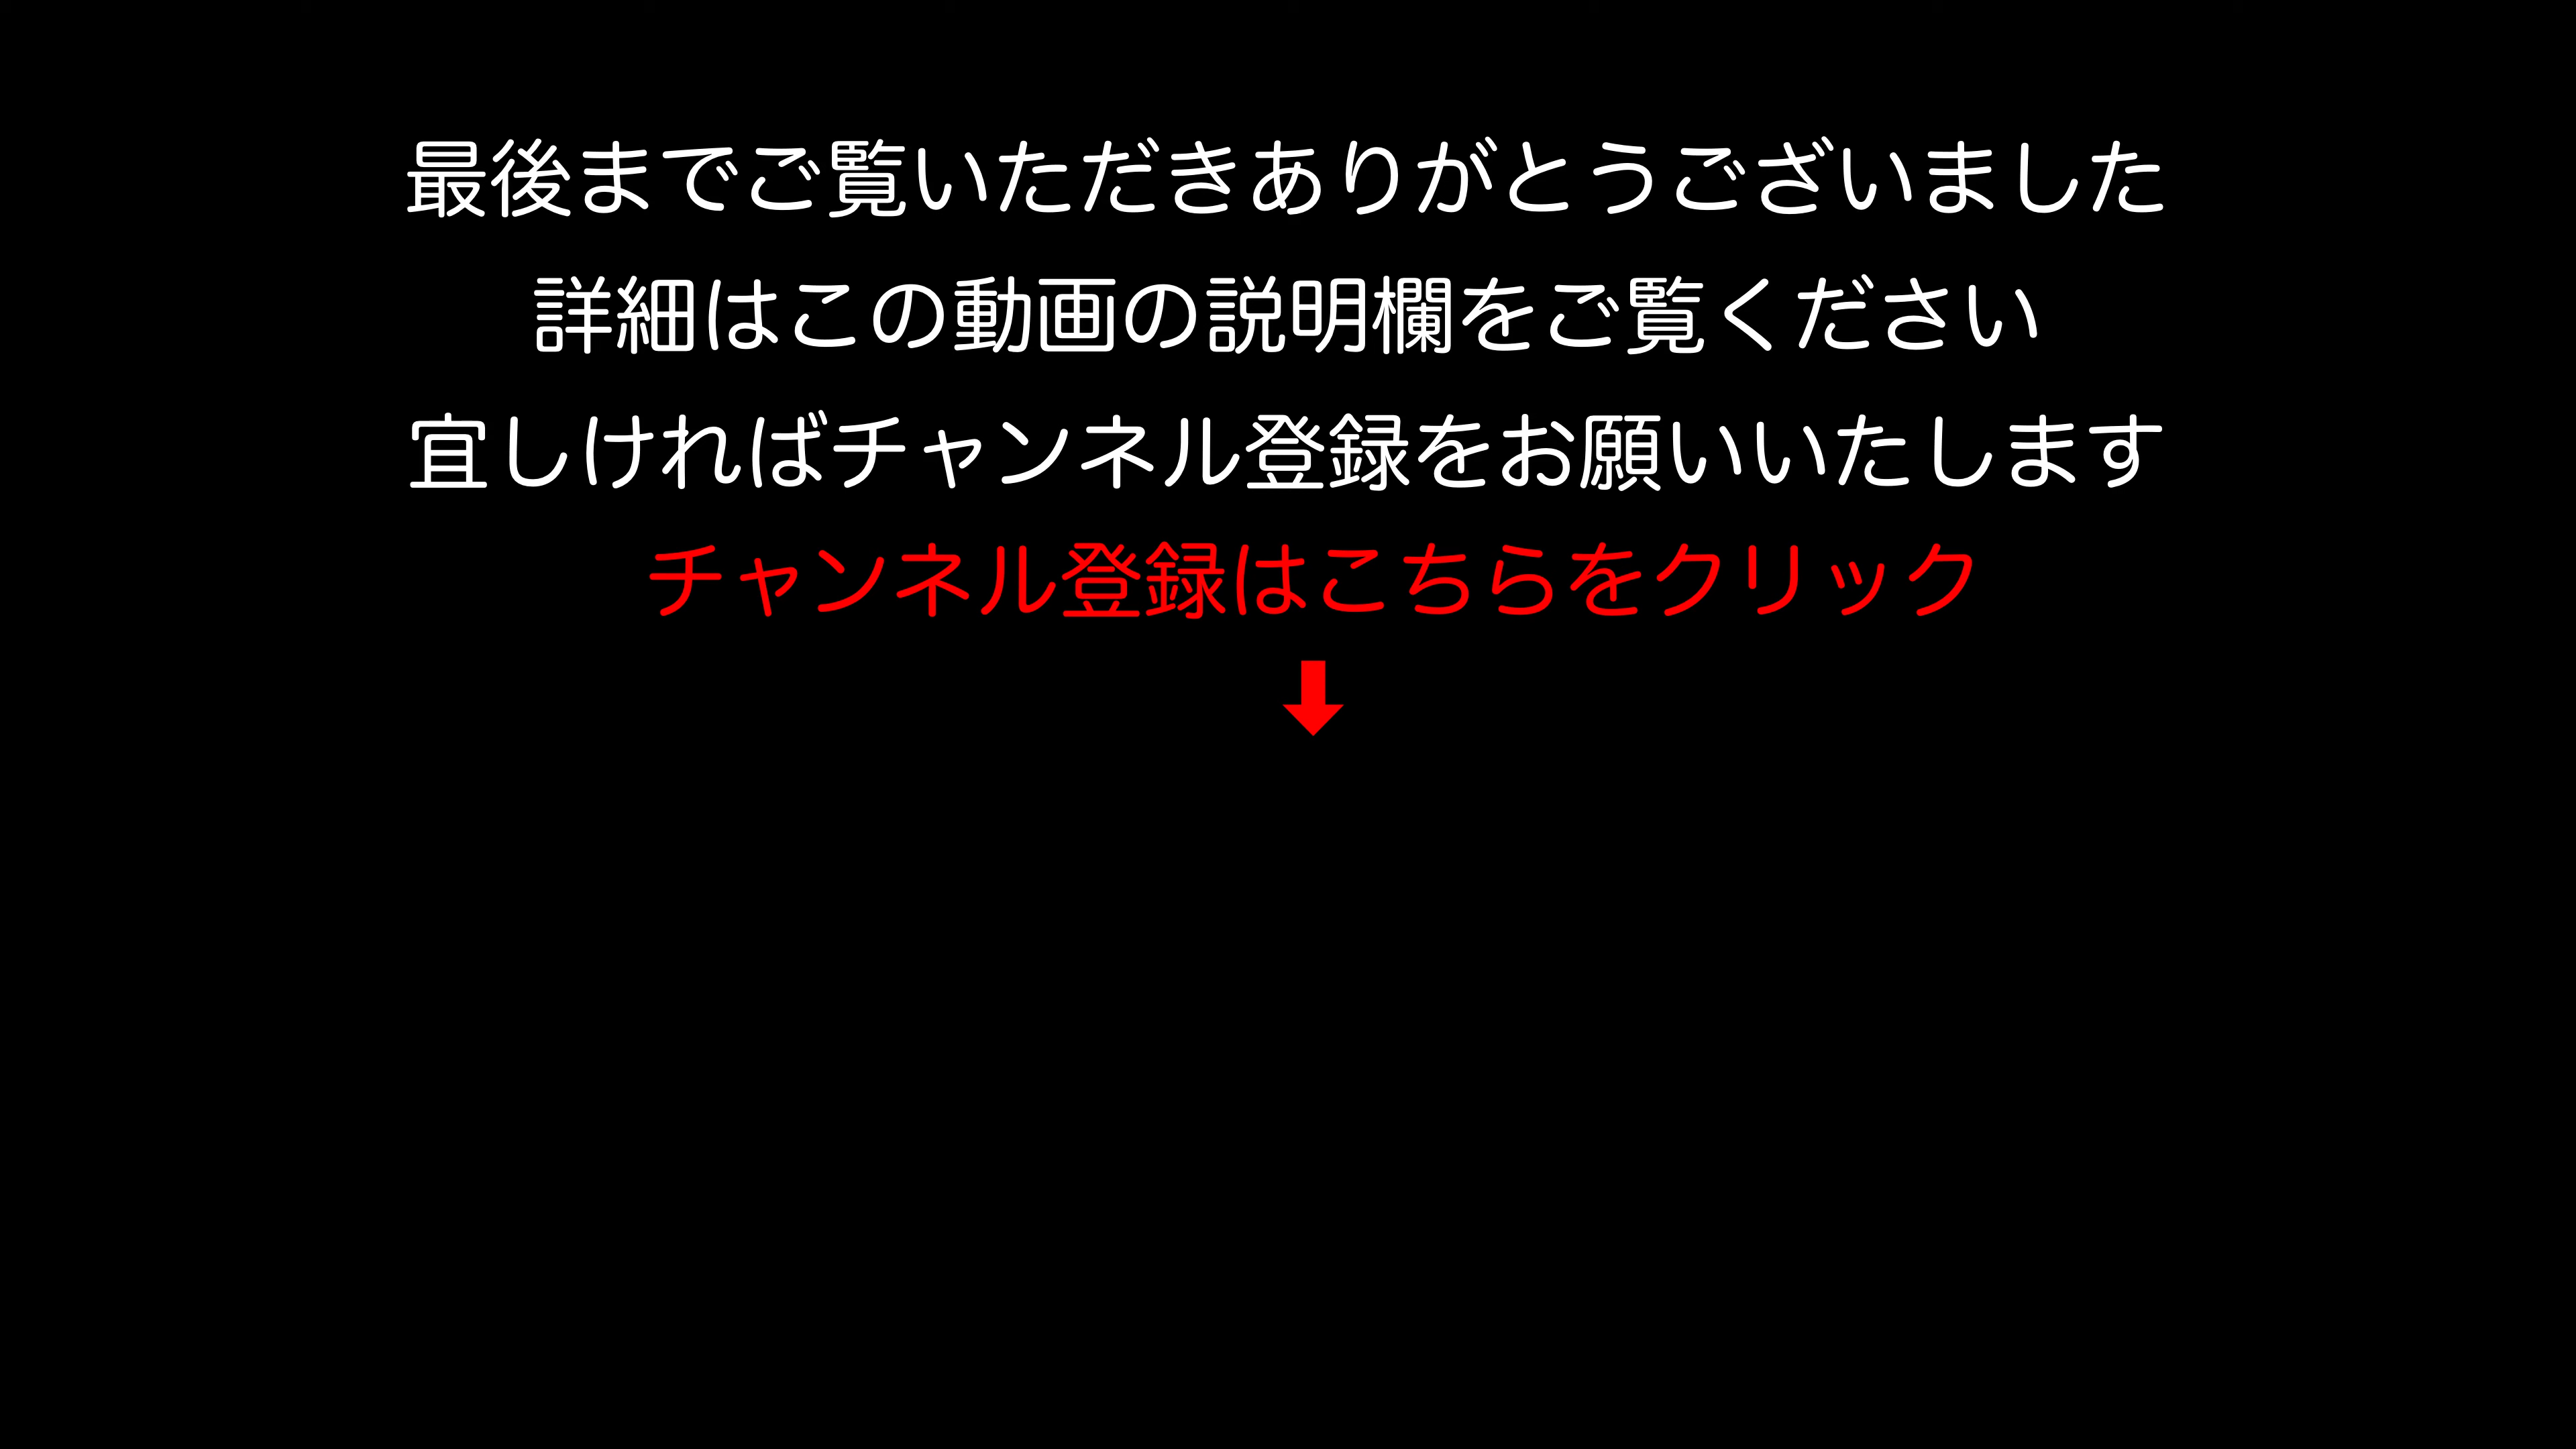 最後までご覧いただきありがとうございました
詳細はこの動画の説明欄をご覧ください
宜しければチャンネル登録をお願いいたします
チャンネル登録はこちらをクリック